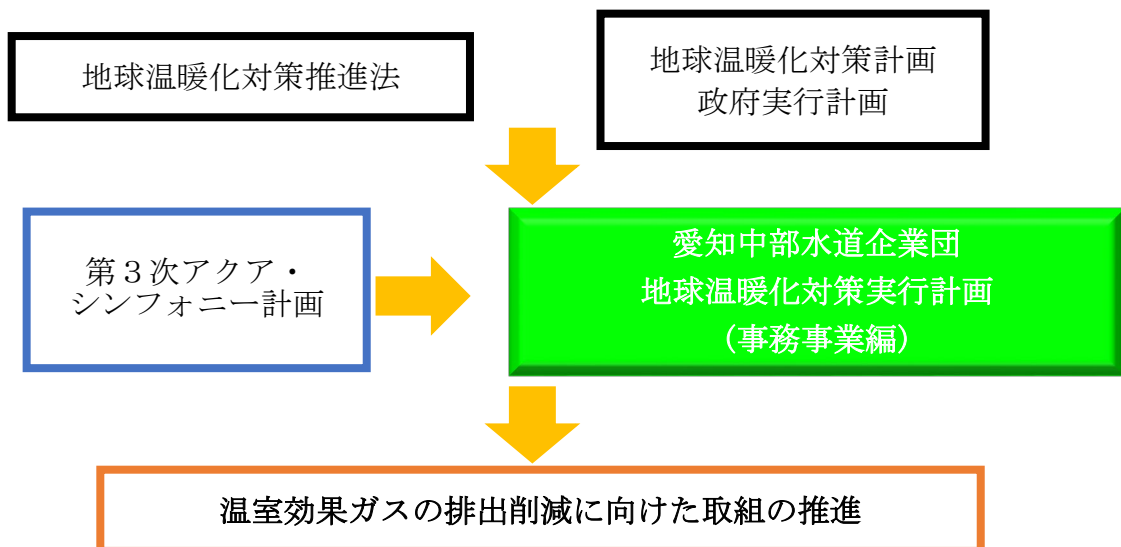 地球温暖化対策推進法
地球温暖化対策計画
政府実行計画
第３次アクア・
シンフォニー計画
愛知中部水道企業団
地球温暖化対策実行計画
（事務事業編）
温室効果ガスの排出削減に向けた取組の推進